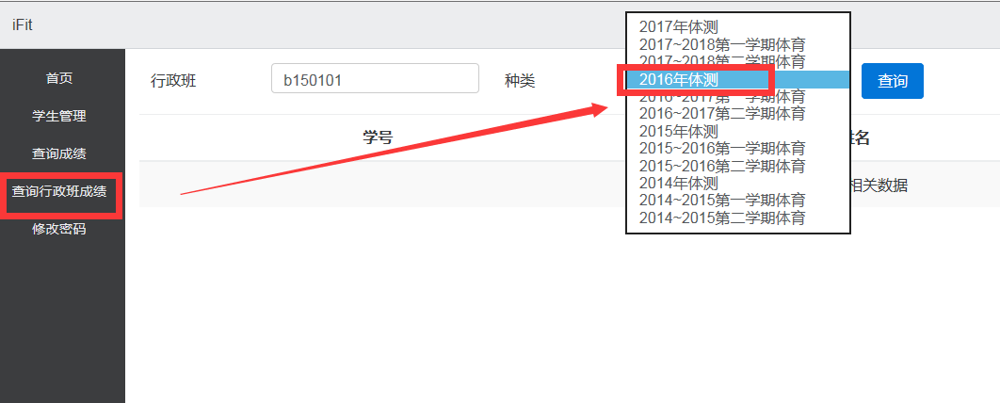 iFit
首页
学生管理
查询成绩
查询行政班成绩
修改密码
行政班
b150101
种类
2017年体测
2017~2018第一学期体育
2017~2018第二学期体育
2016年体测
2016~2017第一学期体育
2016~2017第二学期体育
2015年体测
2015~2016第一学期体育
2015~2016第二学期体育
2014年体测
2014~2015第一学期体育
2014~2015第二学期体育
查询
学号
姓名
相关数据